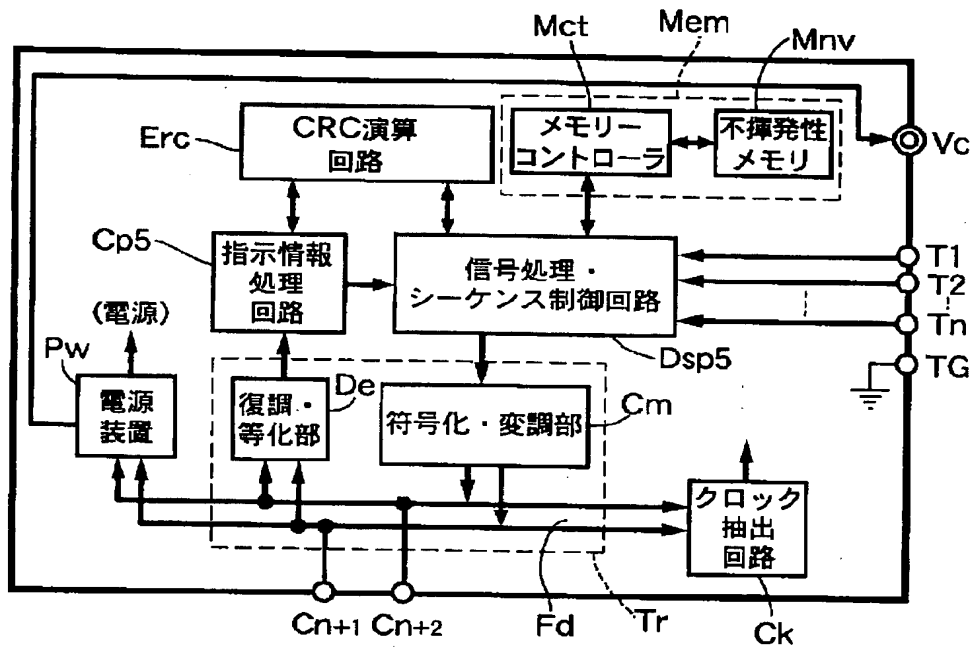 Mct
Mem
Mnv
Erc
CRC演算
回路
メモリー
コントローラ
不揮発性
メモリ
Vc
Cp5
指示情報
処理
回路
信号処理・
シーケンス制御回路
T1
T2
Tn
TG
(電源)
Pw
電源
装置
De
復調・
等化部
Dsp5
符号化・変調部
Cm
クロック
抽出
回路
Cn+1
Cn+2
Fd
Tr
Ck